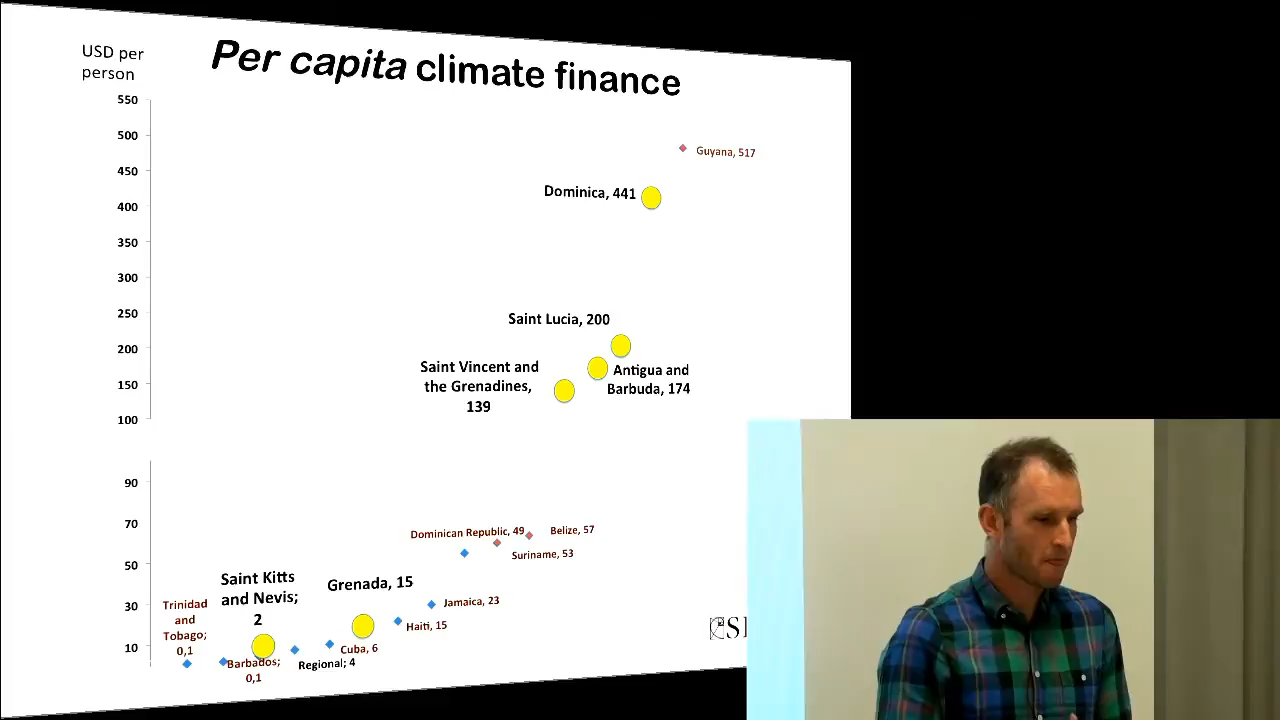 USD per
person
Per capita climate finance
550
500
450
400
350
300
250
200
150
100
90
70
50
30
10
Guyana, 517
Dominica, 441
Saint Lucia, 200
Saint Vincent and
the Grenadines,
139
Antigua and
Barbuda, 174
Dominican Republic, 49
Belize, 57
Suriname, 53
Saint Kitts
and Nevis;
2
Grenada, 15
Trinidad
and
Tobago;
0,1
Jamaica, 23
Haiti, 15
Cuba, 6
Barbados;
0,1
Regional; 4